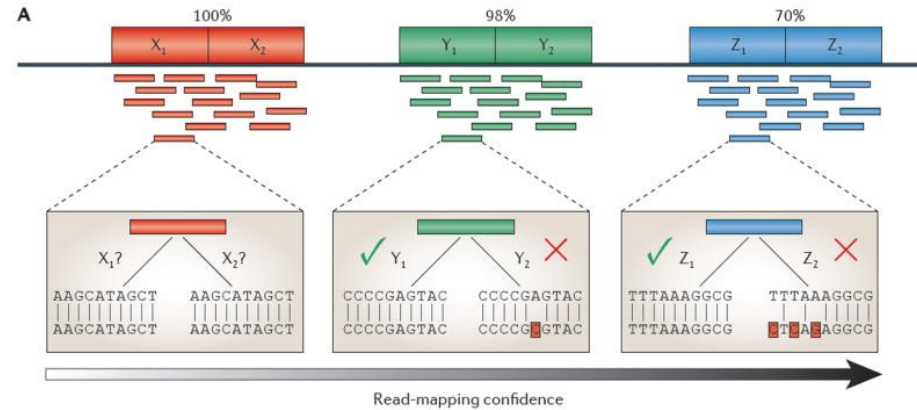 A
100%
98%
70%
X₁ X₂
Y₁ Y₂
Z₁ Z₂
X₁? X₂?
AAGCATAGCT AAGCATAGCT
AAGCATAGCT AAGCATAGCT
Y₁ Y₂
CCCCGAGTAC CCCCGAGTAC
CCCCGAGTAC CCCCGCGTAC
Z₁ Z₂
TTTAAAGGCG TTTAAAGGCG
TTTAAAGGCG CTCAGAGGCG
Read-mapping confidence